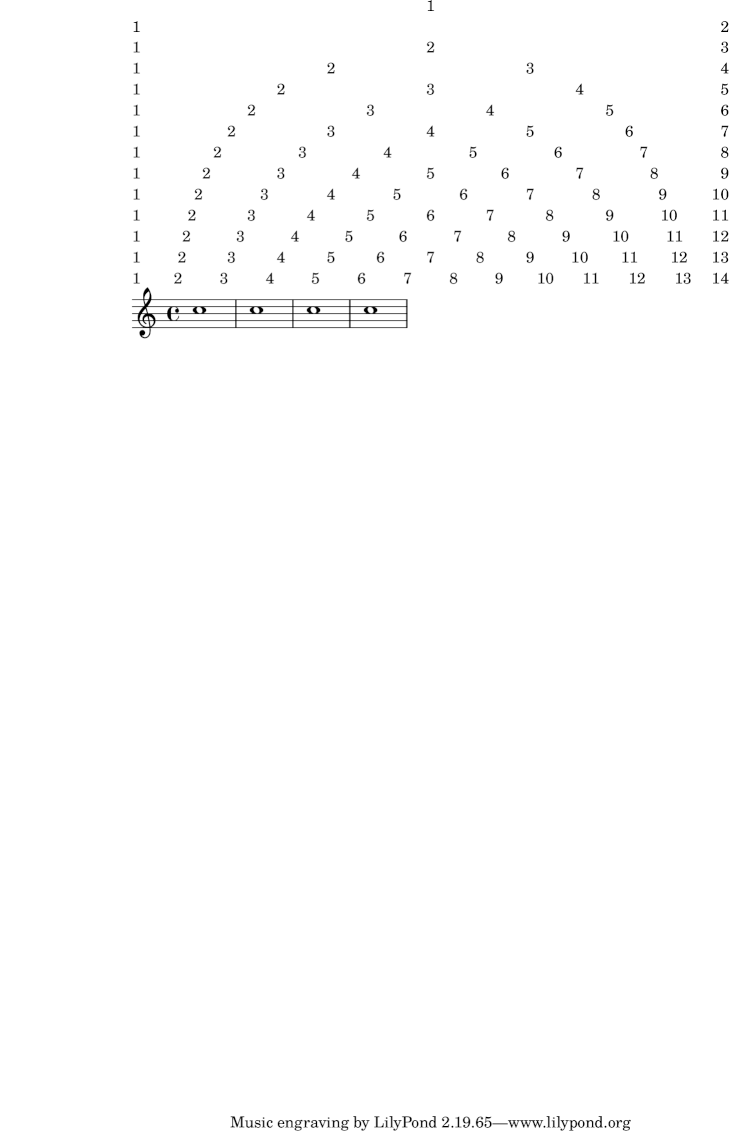 1
1 2
1 2 3
1 2 3 4
1 2 3 4 5
1 2 3 4 5 6
1 2 3 4 5 6 7
1 2 3 4 5 6 7 8
1 2 3 4 5 6 7 8 9
1 2 3 4 5 6 7 8 9 10
1 2 3 4 5 6 7 8 9 10 11
1 2 3 4 5 6 7 8 9 10 11 12
1 2 3 4 5 6 7 8 9 10 11 12 13
1 2 3 4 5 6 7 8 9 10 11 12 13 14
Music engraving by LilyPond 2.19.65—www.lilypond.org